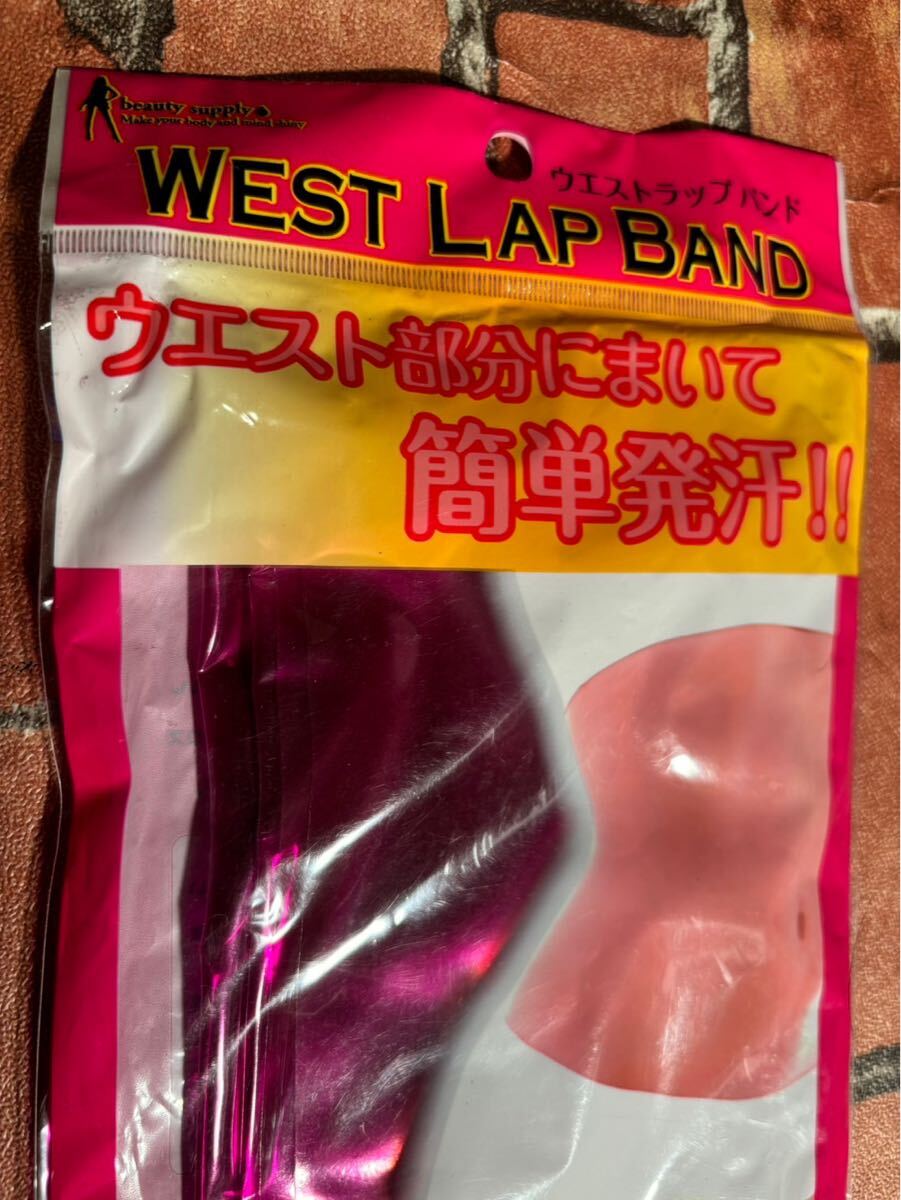 beauty supply
Make your body and mind shiny
ウエストラップバンド
WEST LAP BAND
ウエスト部分にまいて
簡単発汗!!